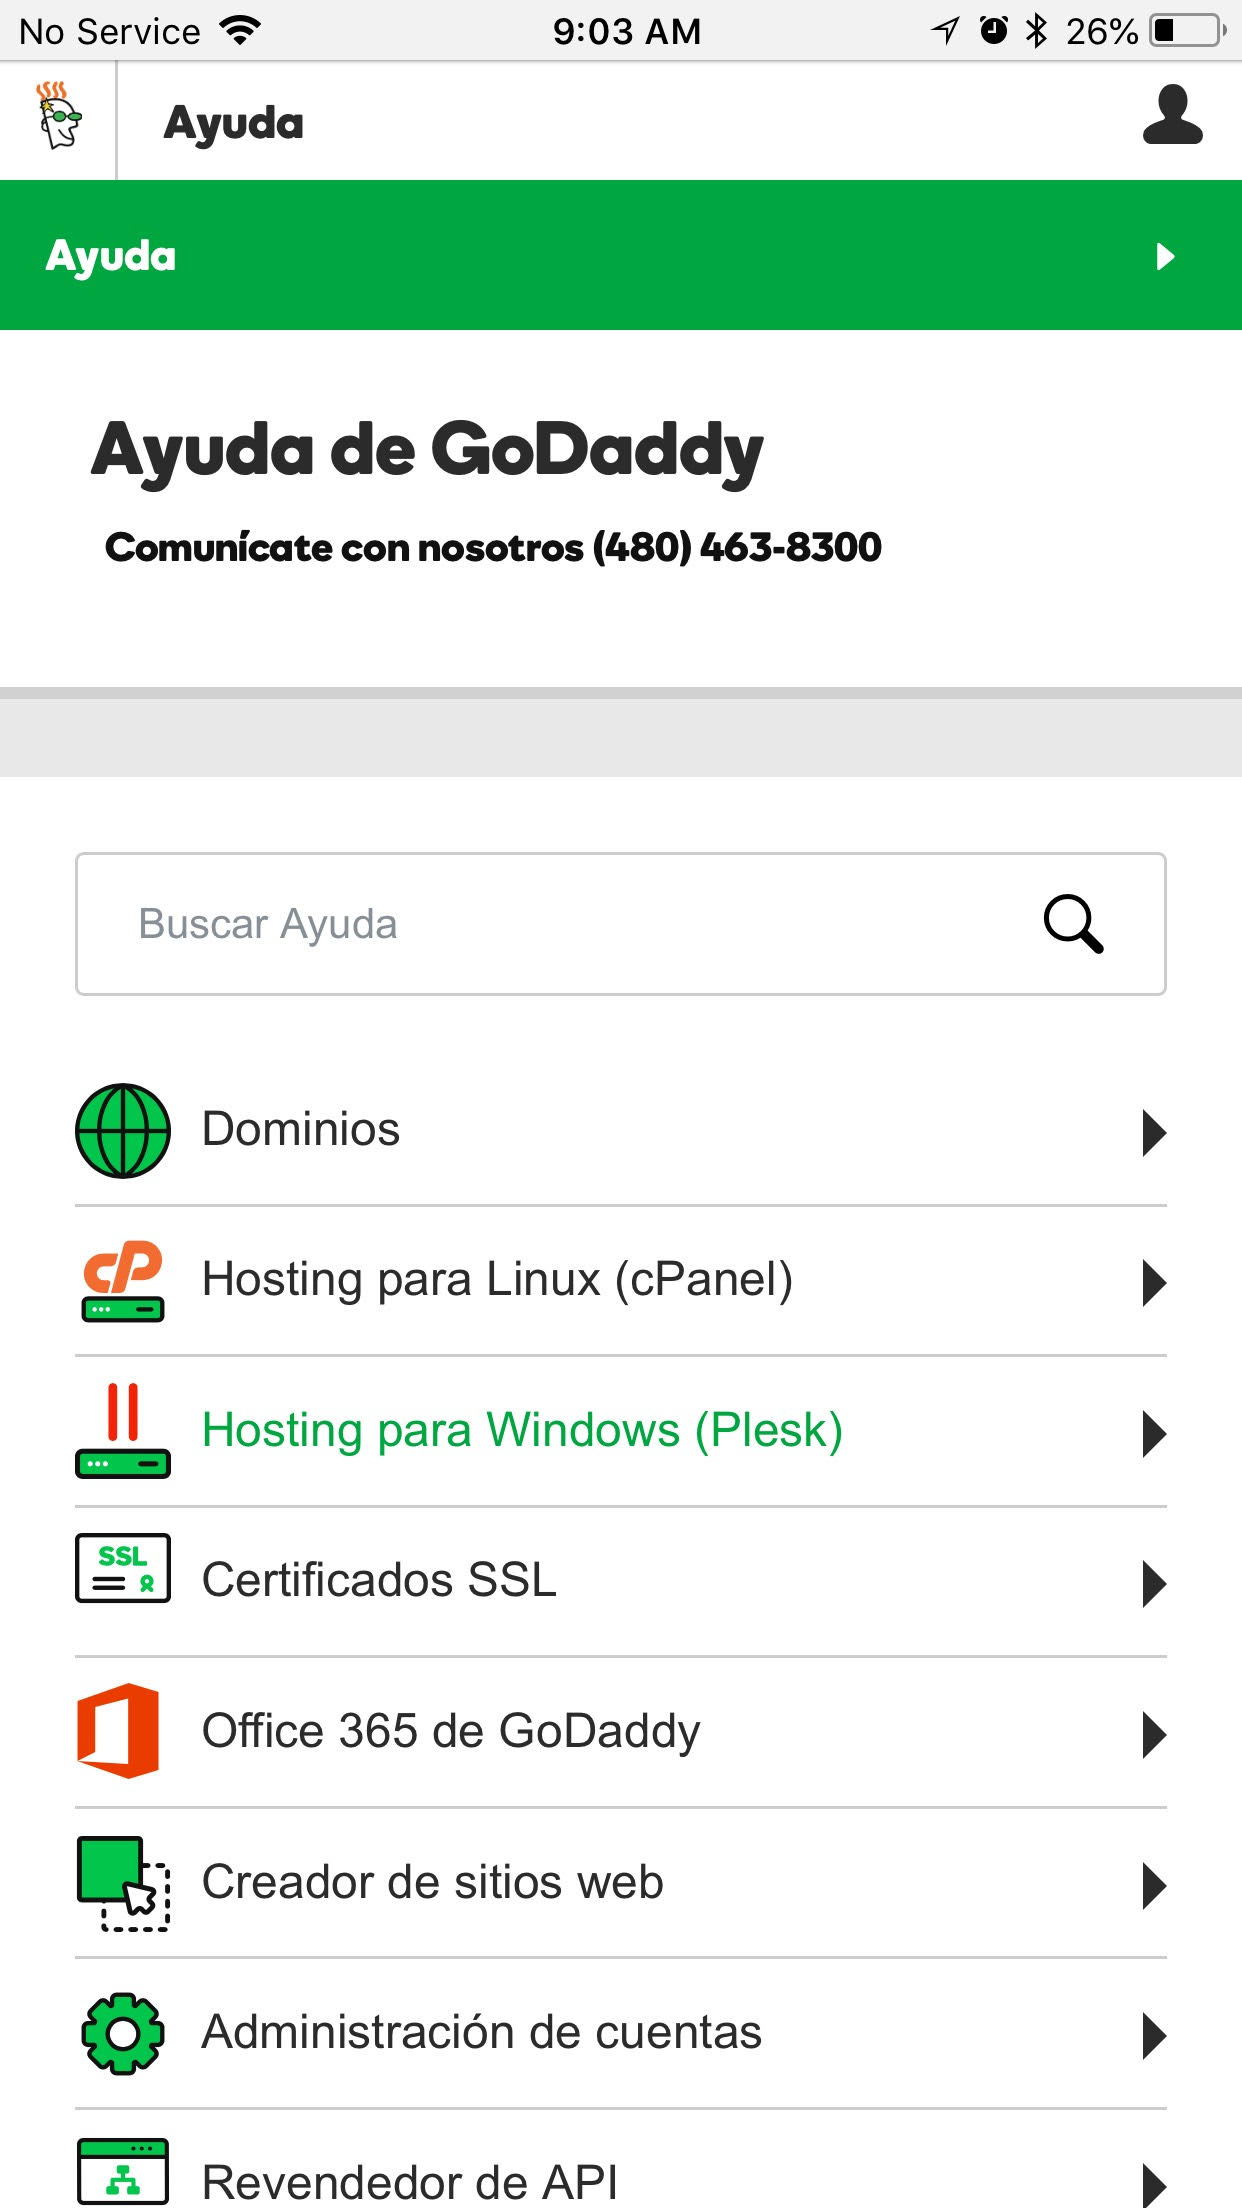 No Service 9:03 AM 26%
Ayuda
Ayuda
Ayuda de GoDaddy
Comunícate con nosotros (480) 463-8300
Buscar Ayuda
Dominios
cP
Hosting para Linux (cPanel)
Hosting para Windows (Plesk)
SSL
Certificados SSL
Office 365 de GoDaddy
Creador de sitios web
Administración de cuentas
Revendedor de API